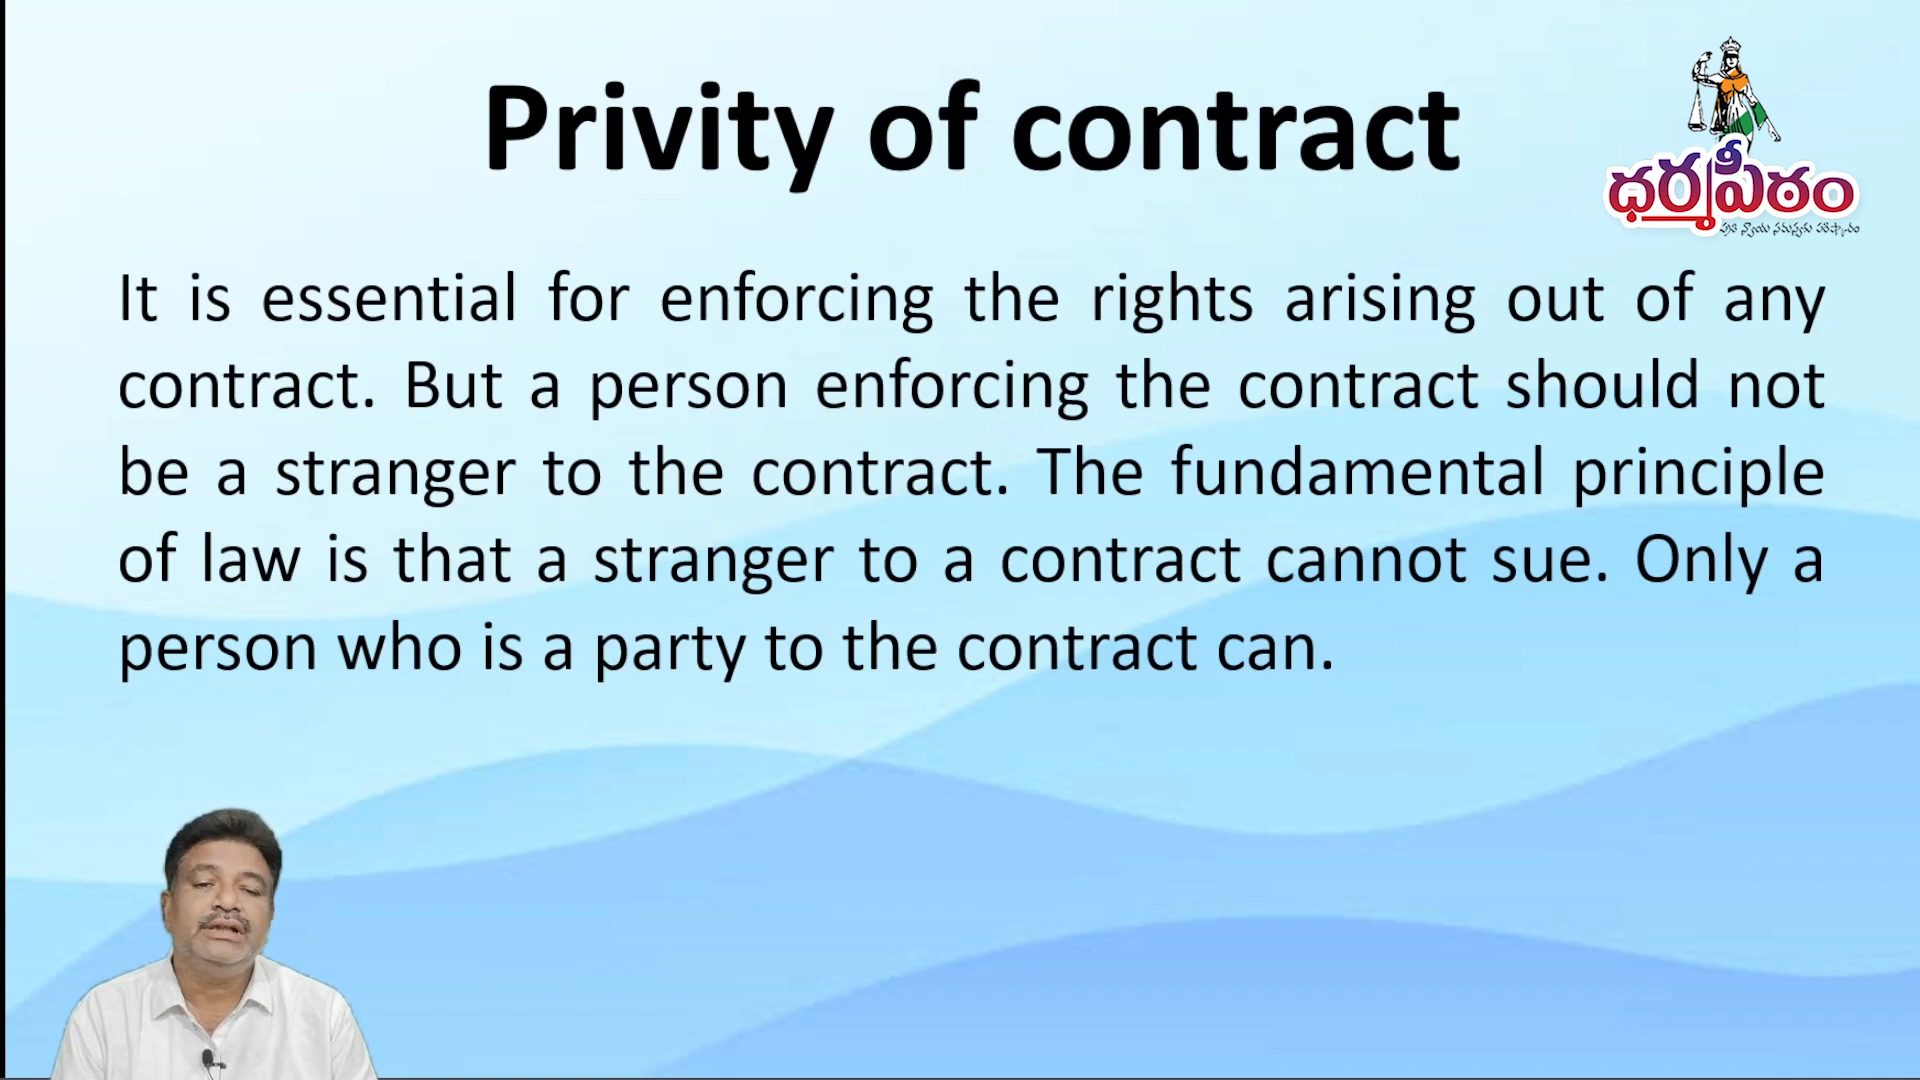 Privity of contract
ధర్మపీఠం
It is essential for enforcing the rights arising out of any
contract. But a person enforcing the contract should not
be a stranger to the contract. The fundamental principle
of law is that a stranger to a contract cannot sue. Only a
person who is a party to the contract can.